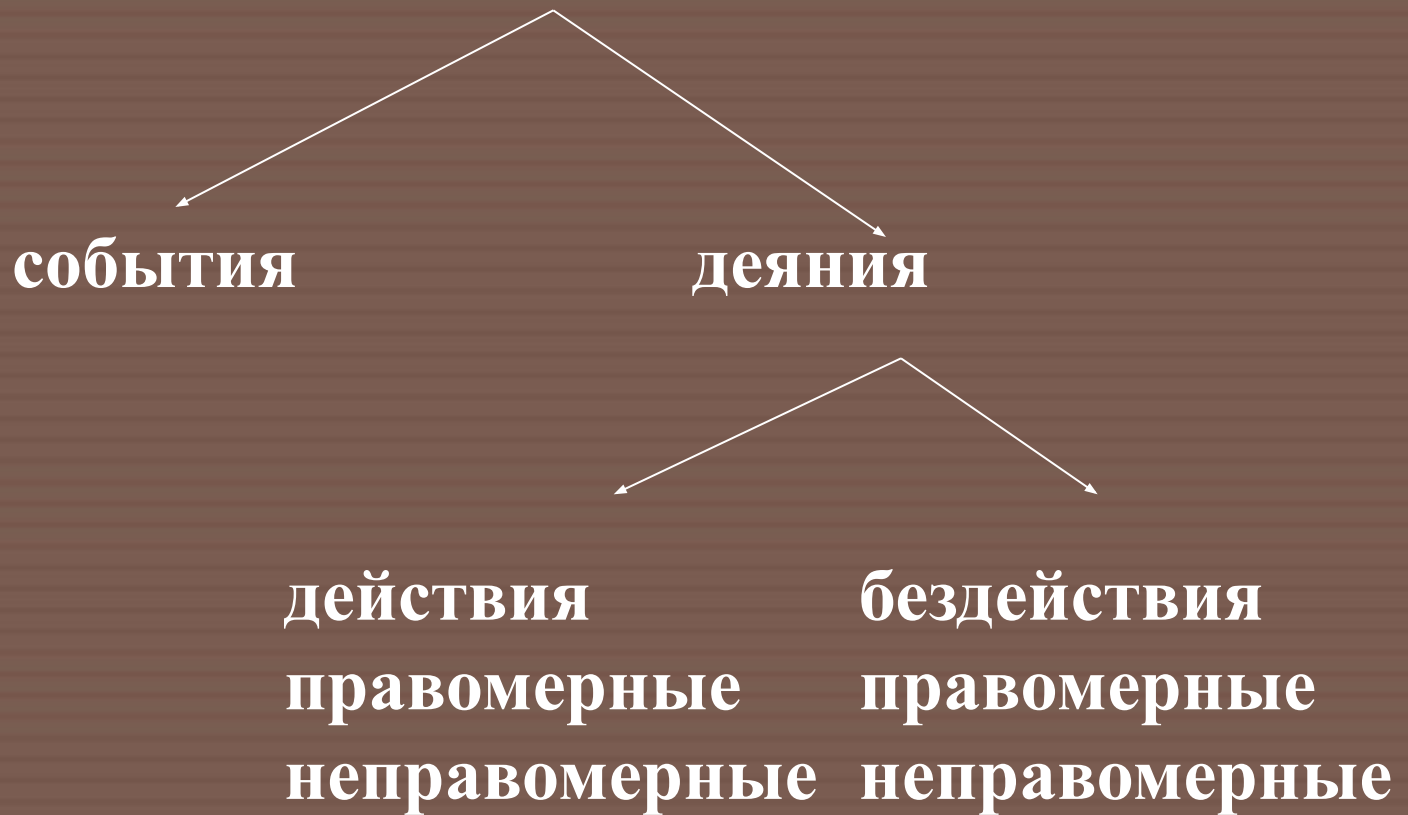 события деяния
действия бездействия
правомерные правомерные
неправомерные неправомерные